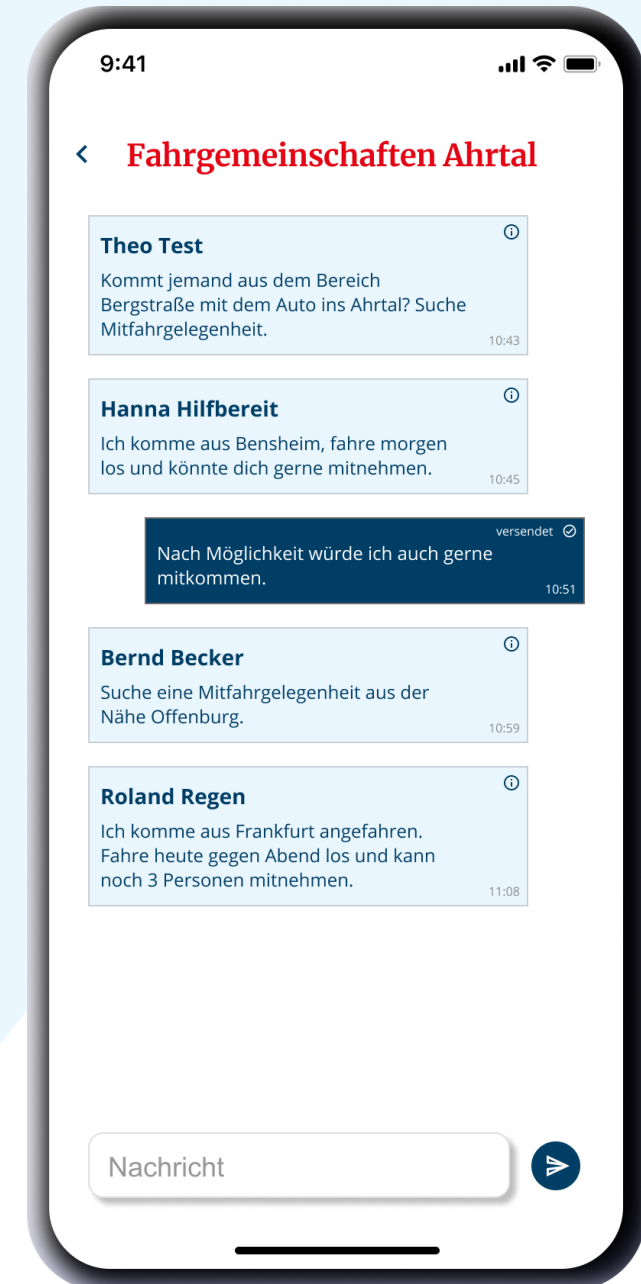 9:41
Fahrgemeinschaften Ahrtal
Theo Test
Kommt jemand aus dem Bereich
Bergstraße mit dem Auto ins Ahrtal? Suche
Mitfahrgelegenheit.
10:43
Hanna Hilfbereit
Ich komme aus Bensheim, fahre morgen
los und könnte dich gerne mitnehmen.
10:45
versendet
Nach Möglichkeit würde ich auch gerne
mitkommen.
10:51
Bernd Becker
Suche eine Mitfahrgelegenheit aus der
Nähe Offenburg.
10:59
Roland Regen
Ich komme aus Frankfurt angefahren.
Fahre heute gegen Abend los und kann
noch 3 Personen mitnehmen.
11:08
Nachricht